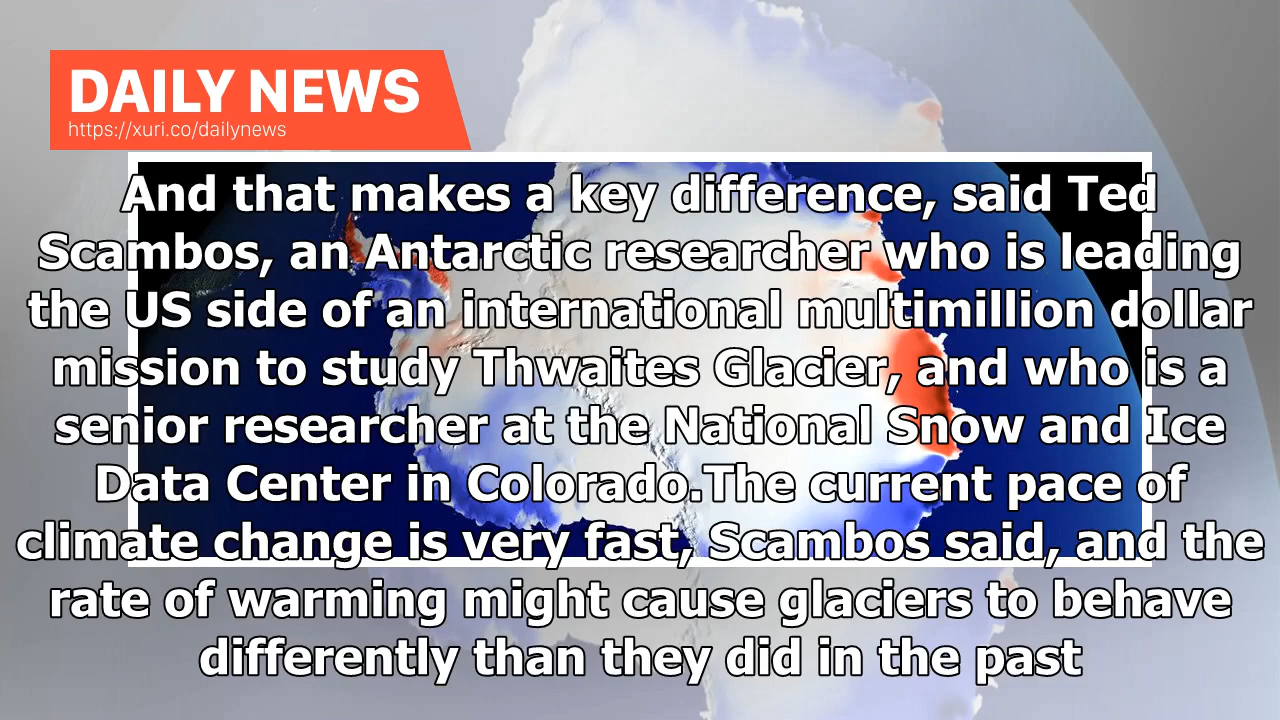 DAILY NEWS
https://xuri.co/dailynews
And that makes a key difference, said Ted
Scambos, an Antarctic researcher who is leading
the US side of an international multimillion dollar
mission to study Thwaites Glacier, and who is a
senior researcher at the National Snow and Ice
Data Center in Colorado.The current pace of
climate change is very fast, Scambos said, and the
rate of warming might cause glaciers to behave
differently than they did in the past